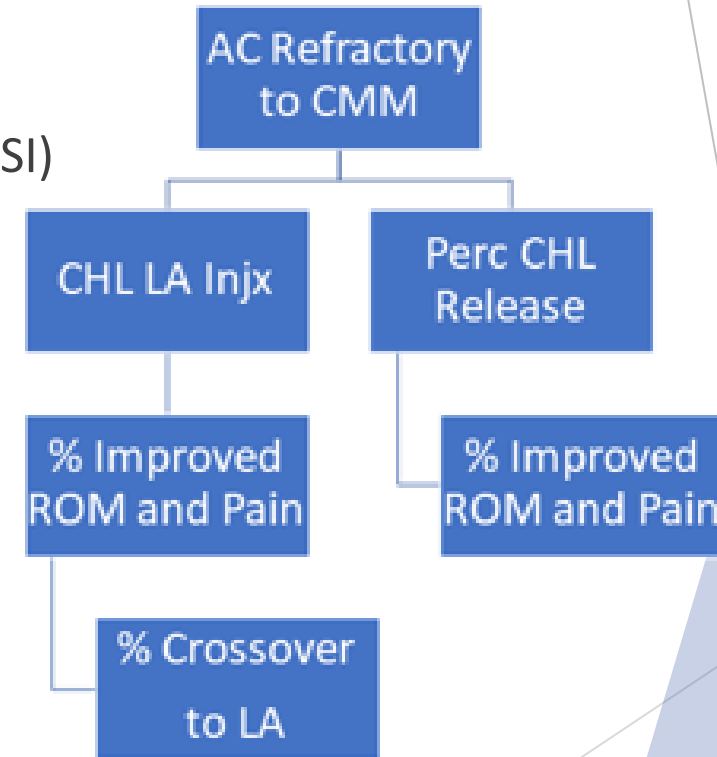 AC Refractory
to CMM
SI)
CHL LA Injx
Perc CHL
Release
% Improved
ROM and Pain
% Improved
ROM and Pain
% Crossover
to LA